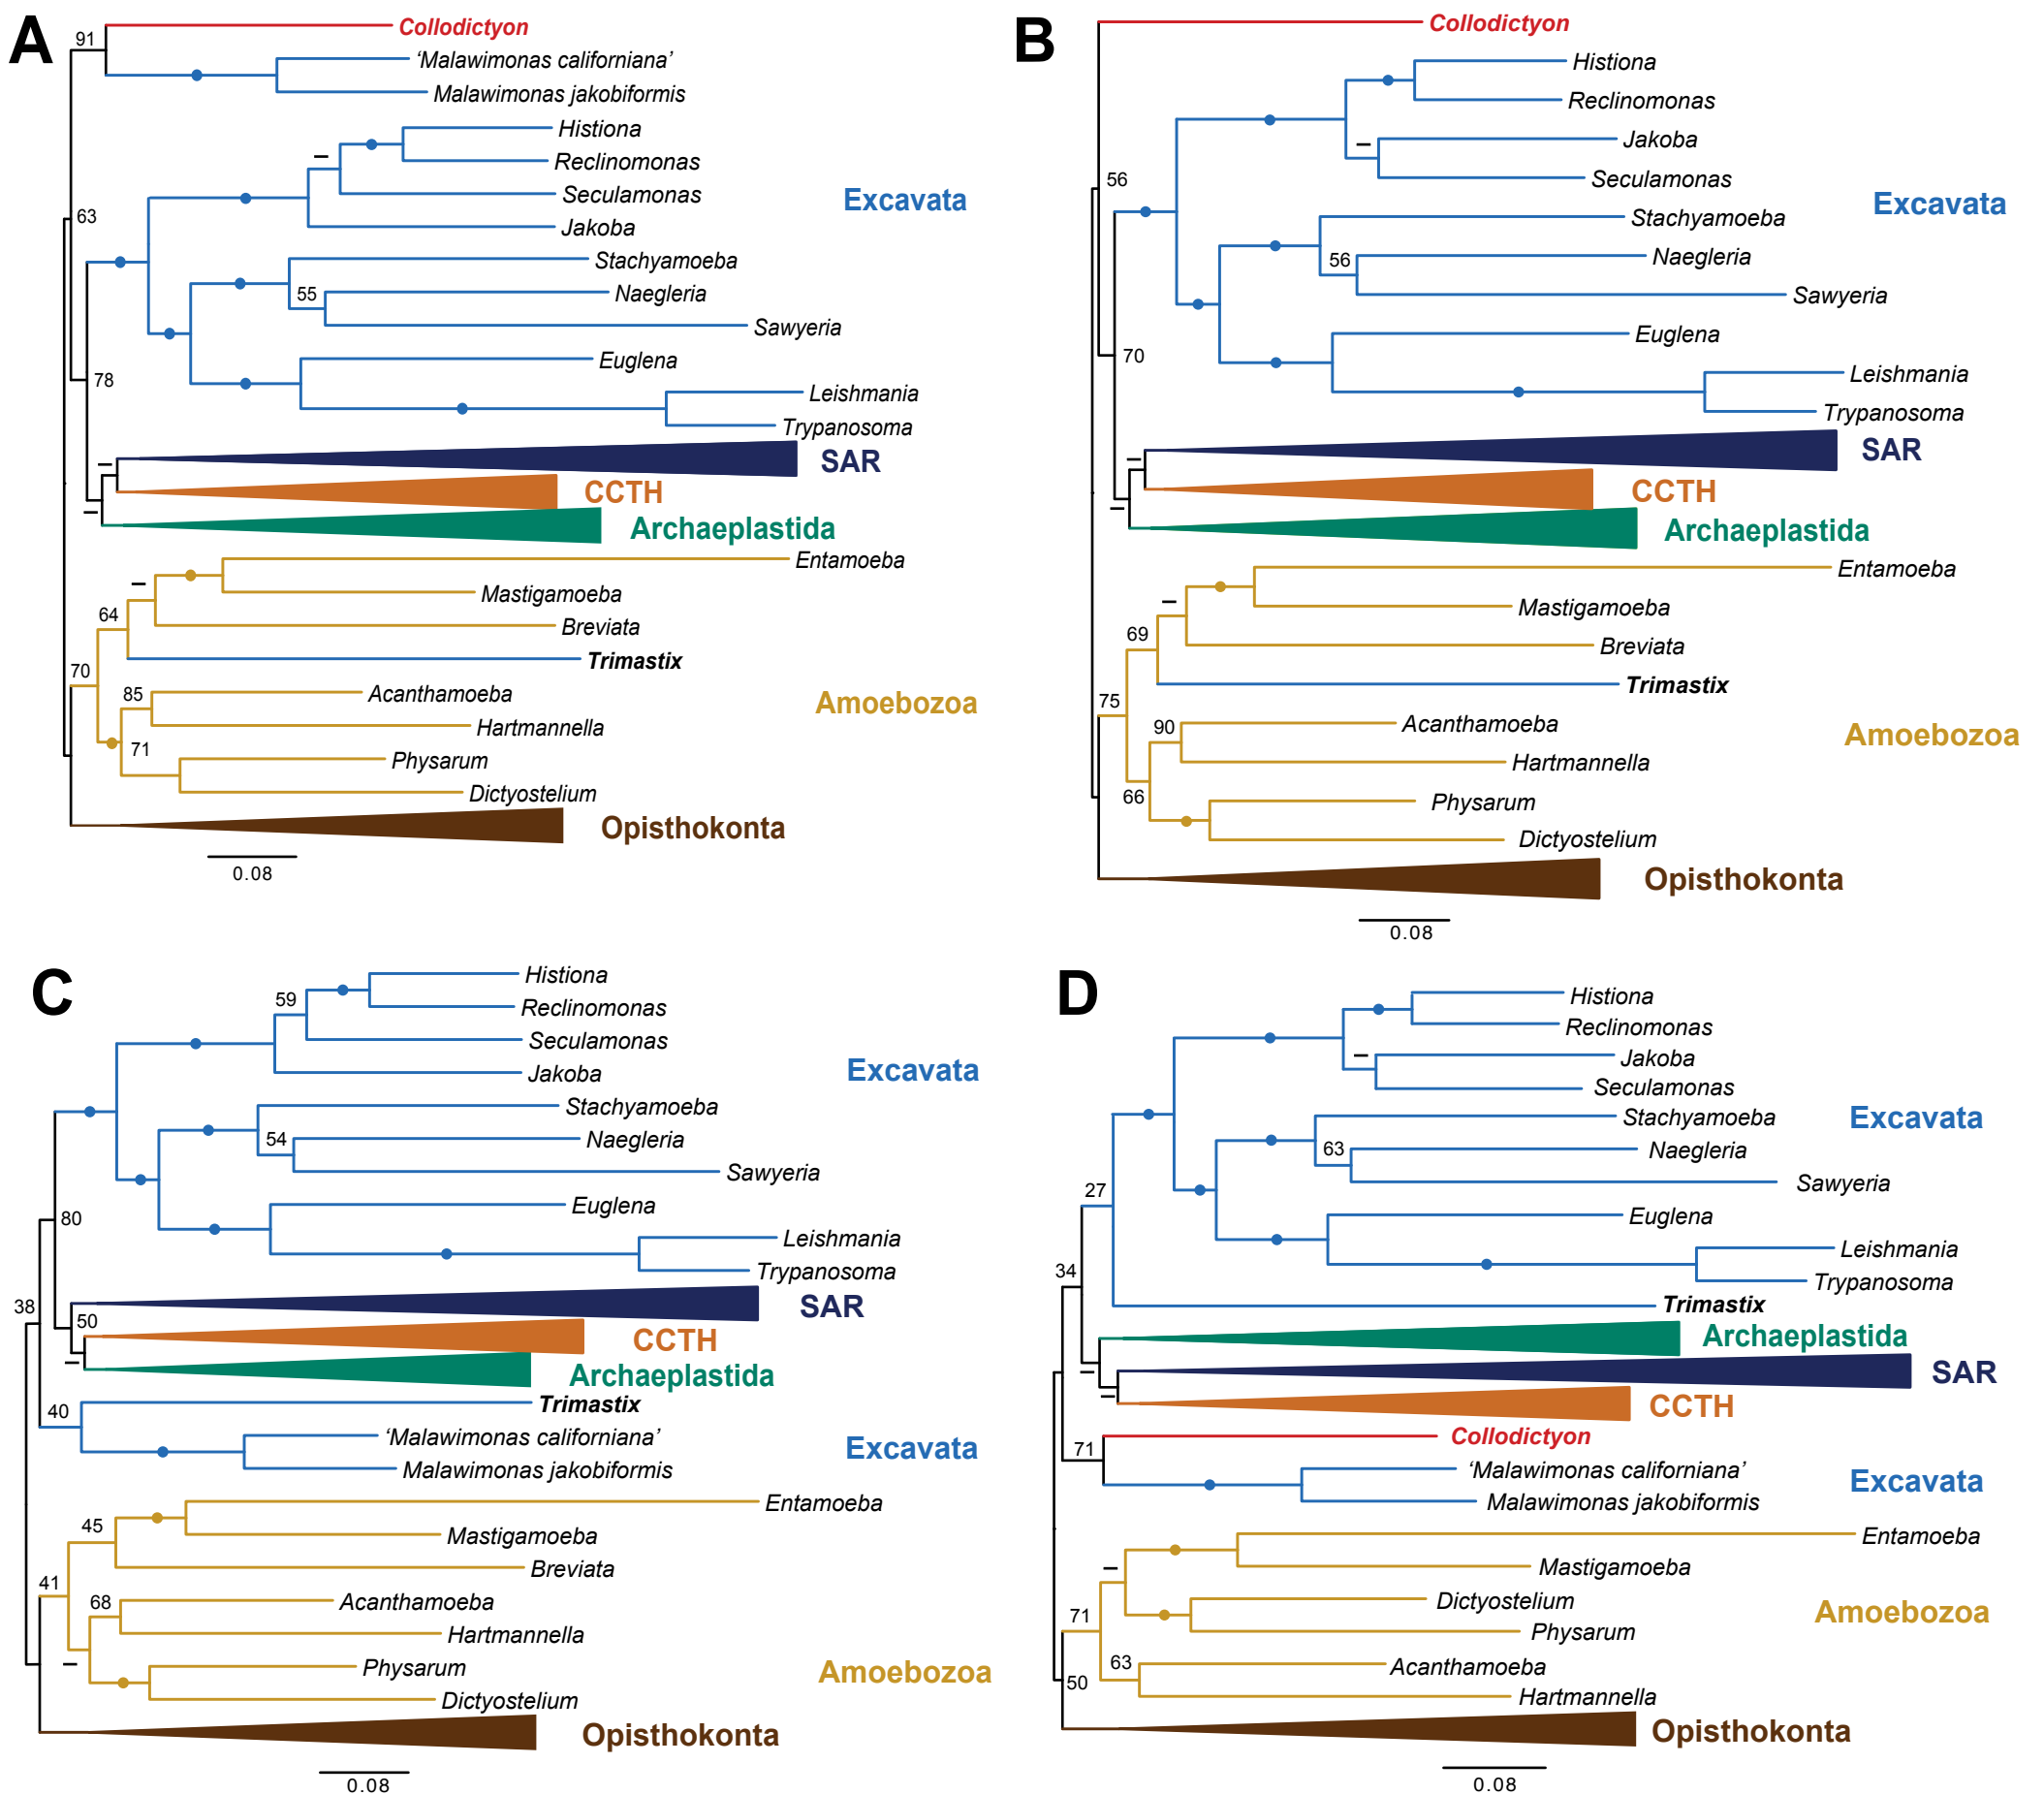 A
91
Collodictyon
‘Malawimonas californiana’
Malawimonas jakobiformis
Histiona
–
Reclinomonas
Seculamonas
Excavata
63
Jakoba
Stachyamoeba
55
Naegleria
Sawyeria
78
Euglena
Leishmania
Trypanosoma
–
SAR
CCTH
–
Archaeplastida
Entamoeba
–
Mastigamoeba
64
Breviata
70
Trimastix
85
Acanthamoeba
Amoebozoa
Hartmannella
71
Physarum
Dictyostelium
Opisthokonta
0.08
B
Collodictyon
Histiona
Reclinomonas
–
Jakoba
56
Seculamonas
Excavata
Stachyamoeba
56
Naegleria
Sawyeria
70
Euglena
Leishmania
Trypanosoma
–
SAR
CCTH
–
Archaeplastida
Entamoeba
–
Mastigamoeba
69
Breviata
75
Trimastix
90
Acanthamoeba
Amoebozoa
Hartmannella
66
Physarum
Dictyostelium
Opisthokonta
0.08
C
Histiona
59
Reclinomonas
Seculamonas
Excavata
Jakoba
Stachyamoeba
54
Naegleria
Sawyeria
80
Euglena
Leishmania
Trypanosoma
38
SAR
50
CCTH
–
Archaeplastida
40
Trimastix
‘Malawimonas californiana’
Excavata
Malawimonas jakobiformis
Entamoeba
45
Mastigamoeba
Breviata
41
68
Acanthamoeba
Hartmannella
–
Physarum
Amoebozoa
Dictyostelium
Opisthokonta
0.08
D
Histiona
Reclinomonas
–
Jakoba
Seculamonas
Stachyamoeba
Excavata
63
Naegleria
Sawyeria
27
Euglena
Leishmania
34
Trypanosoma
Trimastix
Archaeplastida
–
SAR
–
CCTH
71
Collodictyon
‘Malawimonas californiana’
Excavata
Malawimonas jakobiformis
Entamoeba
–
Mastigamoeba
Dictyostelium
Amoebozoa
71
Physarum
63
Acanthamoeba
50
Hartmannella
Opisthokonta
0.08